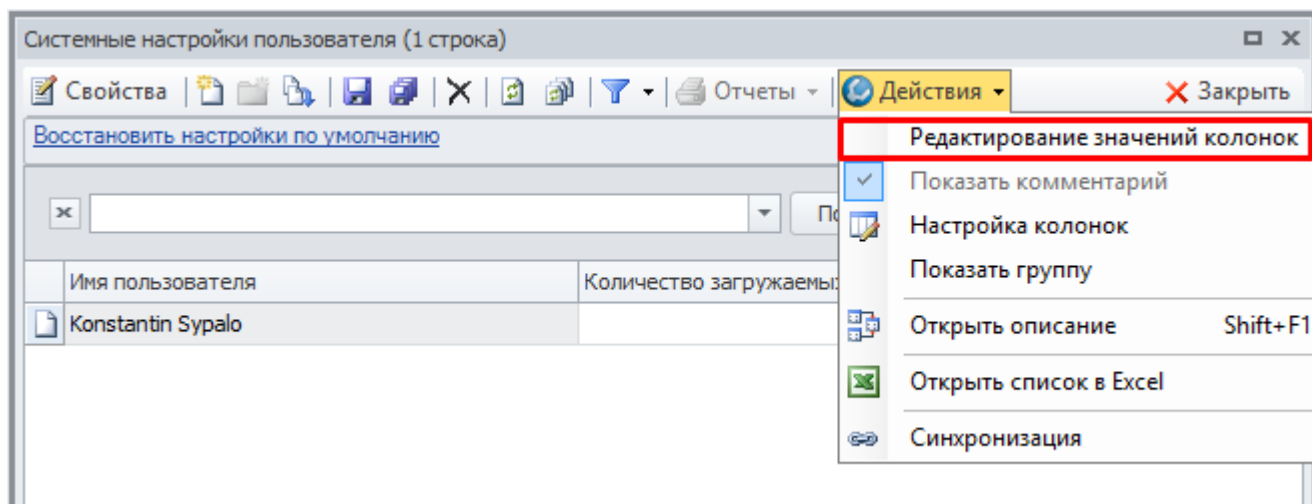 Системные настройки пользователя (1 строка)
Свойства Отчеты Действия Закрыть
Восстановить настройки по умолчанию
Редактирование значений колонок
Показать комментарий
Настройка колонок
Показать группу
Имя пользователя Количество
Konstantin Sypalo
Открыть описание Shift+F1
Открыть список в Excel
Синхронизация